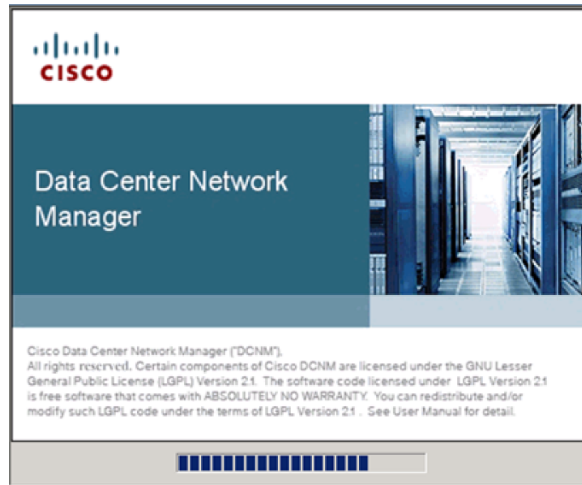 CISCO
Data Center Network
Manager
Cisco Data Center Network Manager ("DCNM"),
All rights reserved. Certain components of Cisco DCNM are licensed under the GNU Lesser
General Public License (LGPL) Version 2.1. The software code licensed under LGPL Version 2.1
is free software that comes with ABSOLUTELY NO WARRANTY. You can redistribute and/or
modify such LGPL code under the terms of LGPL Version 2.1 . See User Manual for detail.